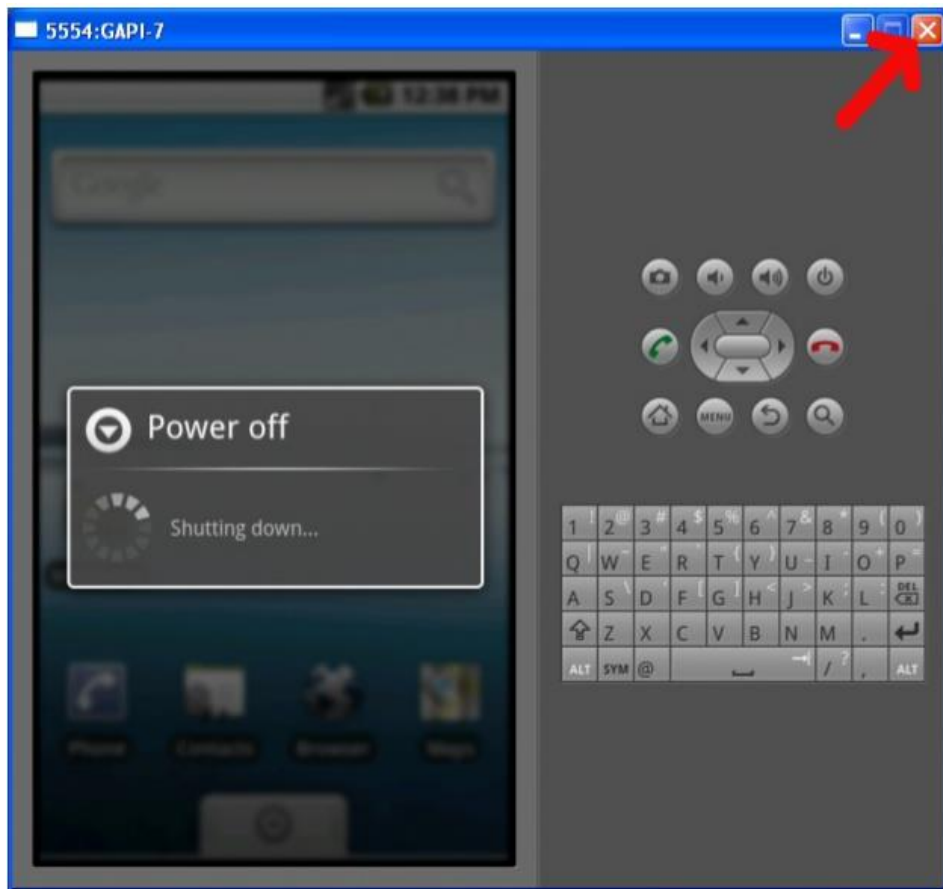 5554:GAPI-7
12:38 PM
Google
Power off
Shutting down...
Phone Contacts Browser Maps
MENU
1 ! 2 @ 3 # 4 $ 5 % 6 ^ 7 & 8 * 9 ( 0 )
Q | W ~ E " R ` T { Y } U _ I - O + P =
A S \ D ' F [ G ] H < J > K ; L : DEL
Z X C V B N M .
ALT SYM @ / ? , ALT